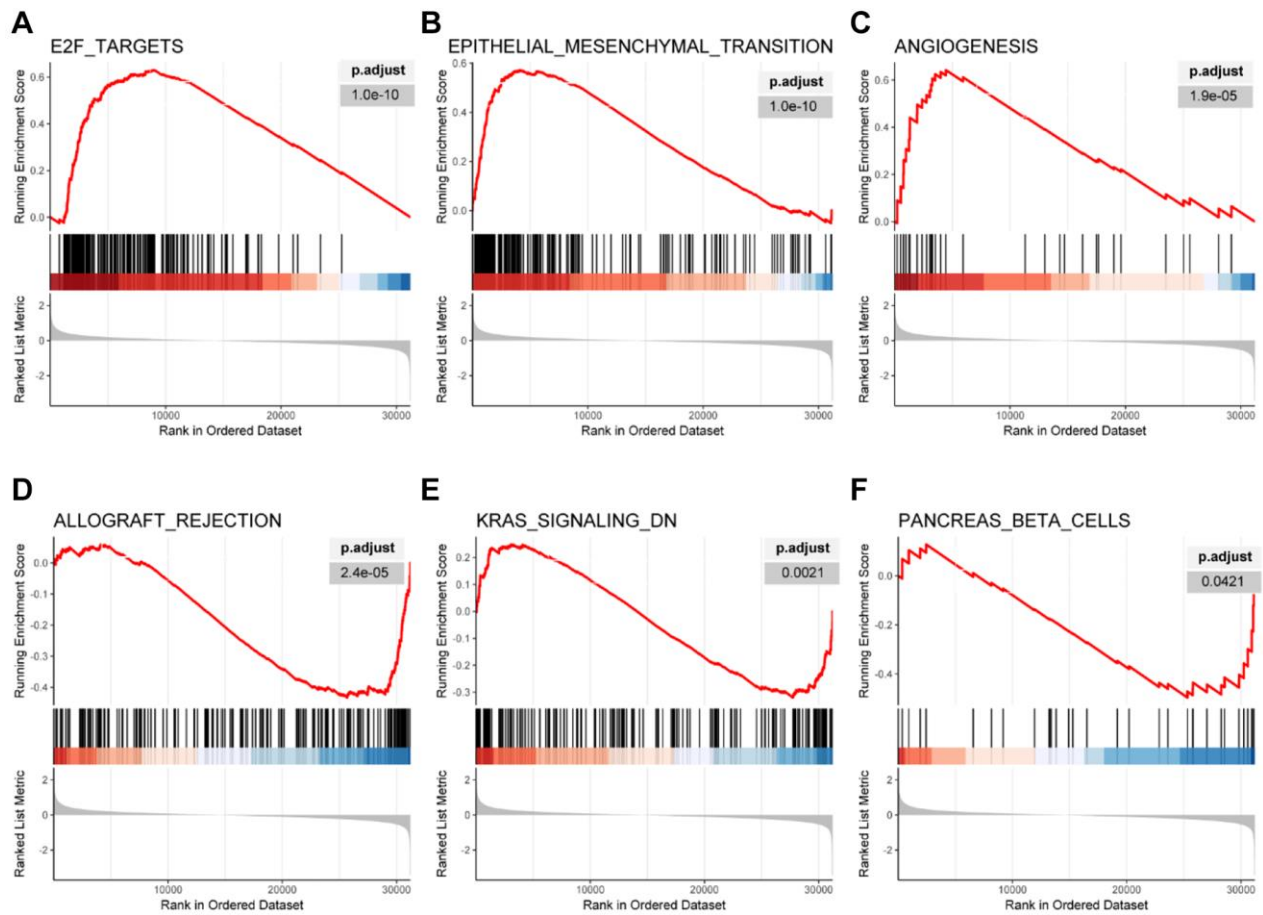 A
E2F_TARGETS
p.adjust
1.0e-10
Running Enrichment Score
0.6
0.4
0.2
0.0
Ranked List Metric
2
0
-2
10000 20000 30000
Rank in Ordered Dataset
B
EPITHELIAL_MESENCHYMAL_TRANSITION
p.adjust
1.0e-10
Running Enrichment Score
0.6
0.4
0.2
0.0
Ranked List Metric
2
0
-2
10000 20000 30000
Rank in Ordered Dataset
C
ANGIOGENESIS
p.adjust
1.9e-05
Running Enrichment Score
0.6
0.4
0.2
0.0
Ranked List Metric
2
0
-2
10000 20000 30000
Rank in Ordered Dataset
D
ALLOGRAFT_REJECTION
p.adjust
2.4e-05
Running Enrichment Score
0.0
-0.1
-0.2
-0.3
-0.4
Ranked List Metric
2
0
-2
10000 20000 30000
Rank in Ordered Dataset
E
KRAS_SIGNALING_DN
p.adjust
0.0021
Running Enrichment Score
0.2
0.1
0.0
-0.1
-0.2
-0.3
Ranked List Metric
2
0
-2
10000 20000 30000
Rank in Ordered Dataset
F
PANCREAS_BETA_CELLS
p.adjust
0.0421
Running Enrichment Score
0.0
-0.2
-0.4
Ranked List Metric
2
0
-2
10000 20000 30000
Rank in Ordered Dataset